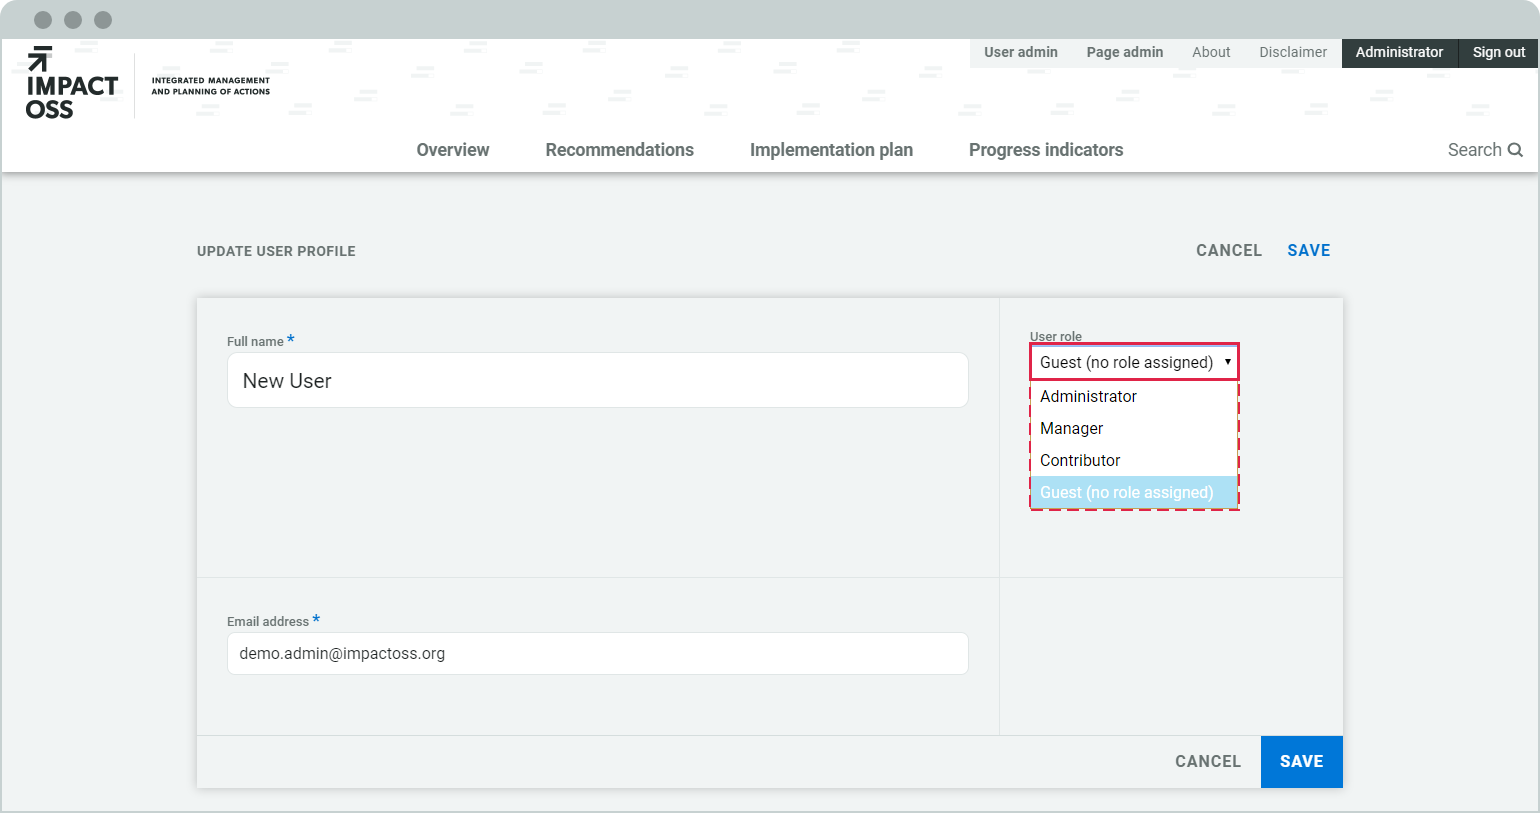 User admin Page admin About Disclaimer Administrator Sign out
IMPACT
OSS
INTEGRATED MANAGEMENT
AND PLANNING OF ACTIONS
Overview Recommendations Implementation plan Progress indicators Search
UPDATE USER PROFILE CANCEL SAVE
Full name *
New User
User role
Guest (no role assigned)
Administrator
Manager
Contributor
Guest (no role assigned)
Email address *
demo.admin@impactoss.org
CANCEL SAVE